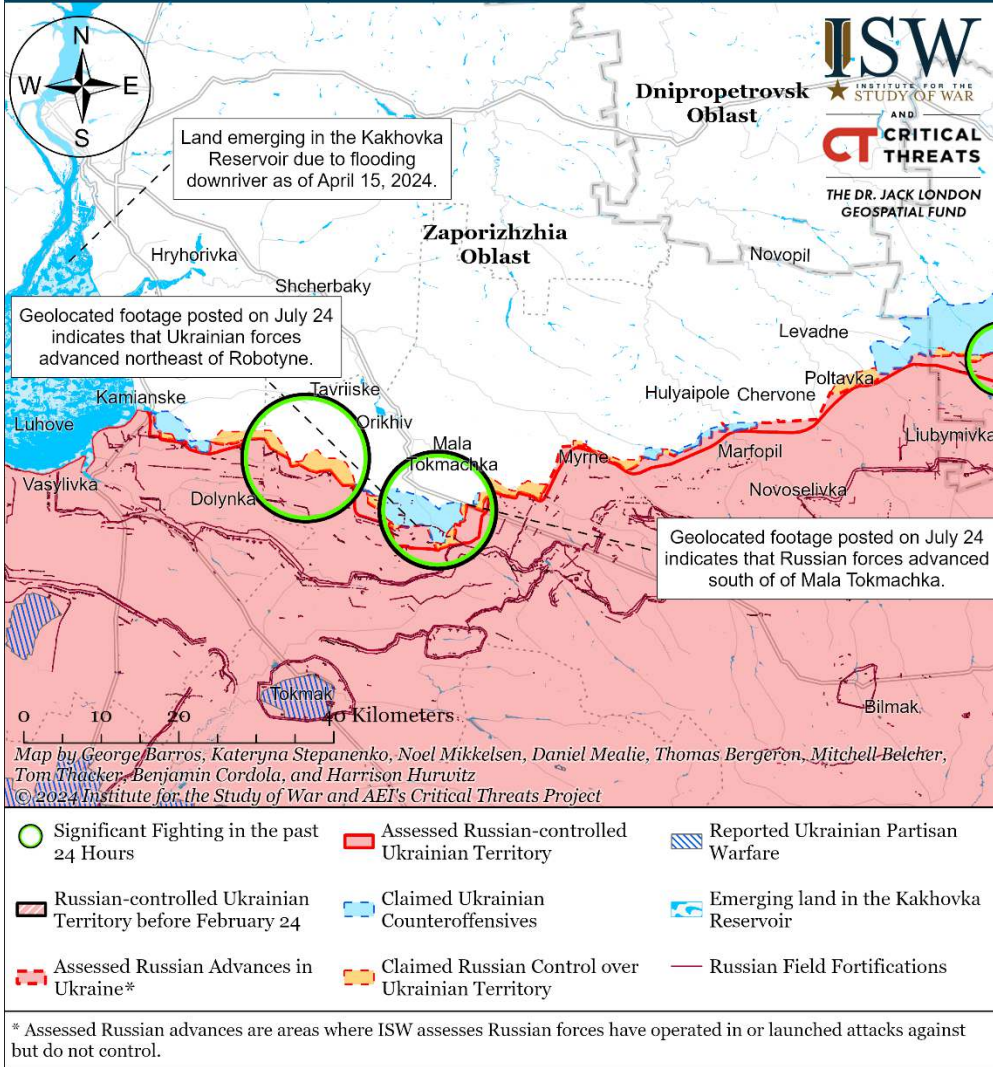 N
W E
S
ISW
INSTITUTE FOR THE
STUDY OF WAR
AND
CT CRITICAL
THREATS
THE DR. JACK LONDON
GEOSPATIAL FUND
Dnipropetrovsk
Oblast
Land emerging in the Kakhovka
Reservoir due to flooding
downriver as of April 15, 2024.
Zaporizhzhia
Oblast
Hryhorivka
Novopil
Shcherbaky
Geolocated footage posted on July 24
indicates that Ukrainian forces
advanced northeast of Robotyne.
Levadne
Tavriiske
Poltavka
Kamianske
Hulyaipole
Chervone
Luhove
Orikhiv
Liubymivka
Mala
Tokmachka
Myrne
Marfopil
Vasylivka
Dolynka
Novoselivka
Geolocated footage posted on July 24
indicates that Russian forces advanced
south of of Mala Tokmachka.
Tokmak
Bilmak
0 10 20 40 Kilometers
Map by George Barros, Kateryna Stepanenko, Noel Mikkelsen, Daniel Mealie, Thomas Bergeron, Mitchell Belcher,
Tom Thacker, Benjamin Cordola, and Harrison Hurwitz
© 2024 Institute for the Study of War and AEI's Critical Threats Project
Significant Fighting in the past
24 Hours
Assessed Russian-controlled
Ukrainian Territory
Reported Ukrainian Partisan
Warfare
Russian-controlled Ukrainian
Territory before February 24
Claimed Ukrainian
Counteroffensives
Emerging land in the Kakhovka
Reservoir
Assessed Russian Advances in
Ukraine*
Claimed Russian Control over
Ukrainian Territory
Russian Field Fortifications
* Assessed Russian advances are areas where ISW assesses Russian forces have operated in or launched attacks against
but do not control.